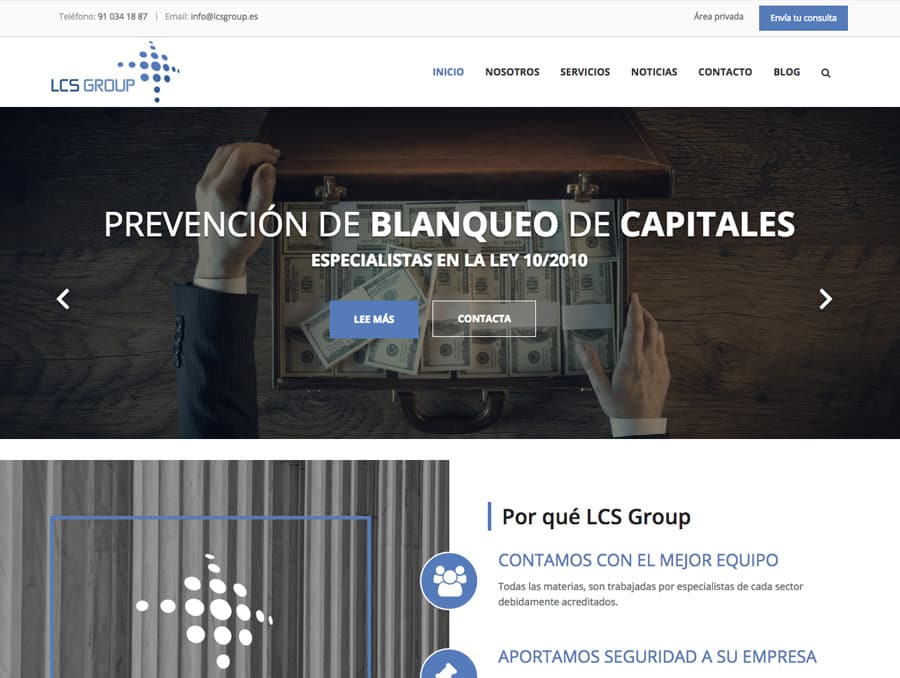 Teléfono: 91 034 18 87 | Email: info@lcsgroup.es
Área privada
Envía tu consulta
LCS GROUP
INICIO NOSOTROS SERVICIOS NOTICIAS CONTACTO BLOG
PREVENCIÓN DE BLANQUEO DE CAPITALES
ESPECIALISTAS EN LA LEY 10/2010
LEE MÁS
CONTACTA
Por qué LCS Group
CONTAMOS CON EL MEJOR EQUIPO
Todas las materias, son trabajadas por especialistas de cada sector
debidamente acreditados.
APORTAMOS SEGURIDAD A SU EMPRESA